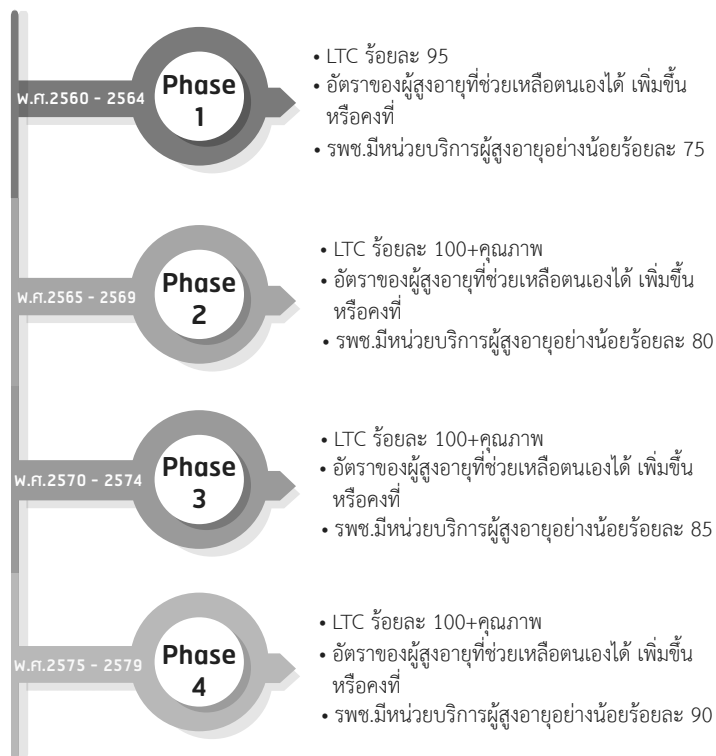 พ.ศ.2560 - 2564
Phase
1
• LTC ร้อยละ 95
• อัตราของผู้สูงอายุที่ช่วยเหลือตนเองได้ เพิ่มขึ้น
หรือคงที่
• รพช.มีหน่วยบริการผู้สูงอายุอย่างน้อยร้อยละ 75
พ.ศ.2565 - 2569
Phase
2
• LTC ร้อยละ 100+คุณภาพ
• อัตราของผู้สูงอายุที่ช่วยเหลือตนเองได้ เพิ่มขึ้น
หรือคงที่
• รพช.มีหน่วยบริการผู้สูงอายุอย่างน้อยร้อยละ 80
พ.ศ.2570 - 2574
Phase
3
• LTC ร้อยละ 100+คุณภาพ
• อัตราของผู้สูงอายุที่ช่วยเหลือตนเองได้ เพิ่มขึ้น
หรือคงที่
• รพช.มีหน่วยบริการผู้สูงอายุอย่างน้อยร้อยละ 85
พ.ศ.2575 - 2579
Phase
4
• LTC ร้อยละ 100+คุณภาพ
• อัตราของผู้สูงอายุที่ช่วยเหลือตนเองได้ เพิ่มขึ้น
หรือคงที่
• รพช.มีหน่วยบริการผู้สูงอายุอย่างน้อยร้อยละ 90